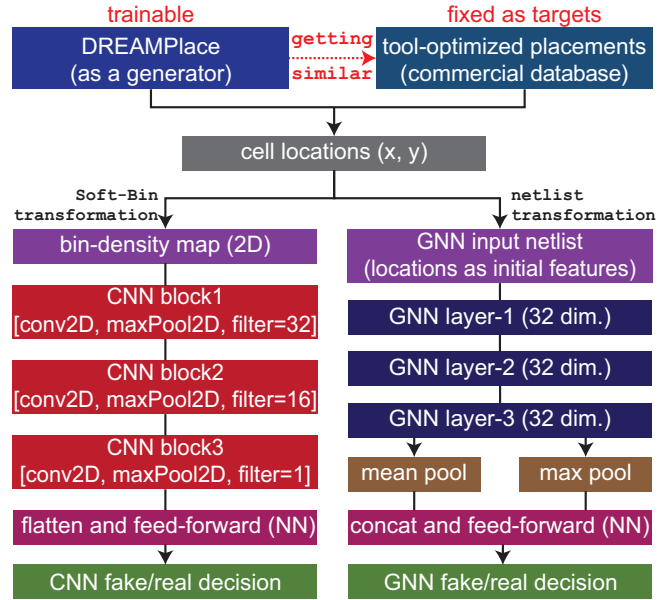 trainable
fixed as targets
DREAMPlace
(as a generator)
getting
similar
tool-optimized placements
(commercial database)
cell locations (x, y)
Soft-Bin
transformation
netlist
transformation
bin-density map (2D)
CNN block1
[conv2D, maxPool2D, filter=32]
CNN block2
[conv2D, maxPool2D, filter=16]
CNN block3
[conv2D, maxPool2D, filter=1]
flatten and feed-forward (NN)
CNN fake/real decision
GNN input netlist
(locations as initial features)
GNN layer-1 (32 dim.)
GNN layer-2 (32 dim.)
GNN layer-3 (32 dim.)
mean pool
max pool
concat and feed-forward (NN)
GNN fake/real decision